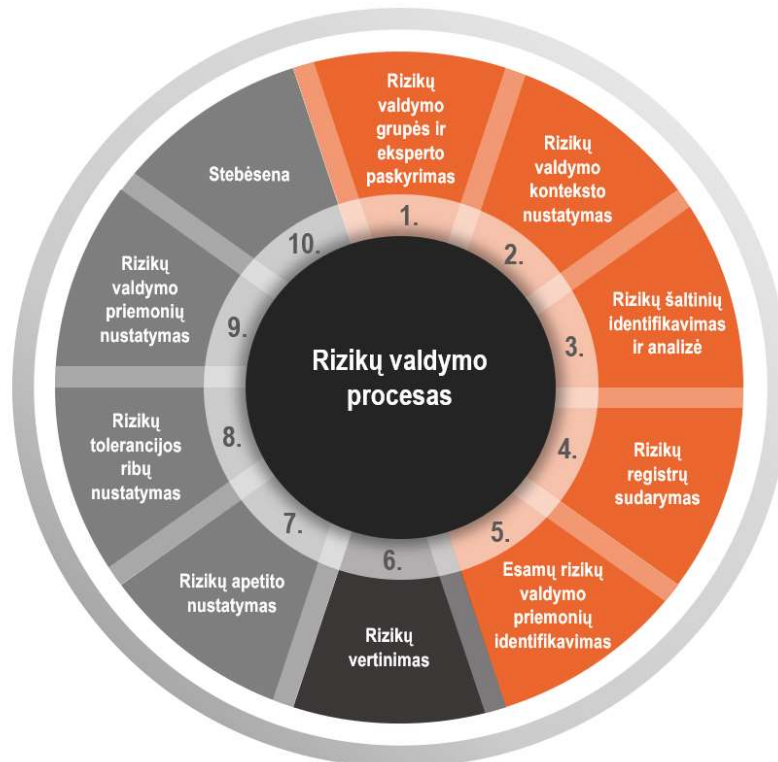 Rizikų valdymo
procesas
1.
Rizikų
valdymo
grupės ir
eksperto
paskyrimas
2.
Rizikų
valdymo
konteksto
nustatymas
3.
Rizikų šaltinių
identifikavimas
ir analizė
4.
Rizikų
registrų
sudarymas
5.
Esamų rizikų
valdymo
priemonių
identifikavimas
6.
Rizikų
vertinimas
7.
Rizikų apetito
nustatymas
8.
Rizikų
tolerancijos
ribų
nustatymas
9.
Rizikų
valdymo
priemonių
nustatymas
10.
Stebėsena